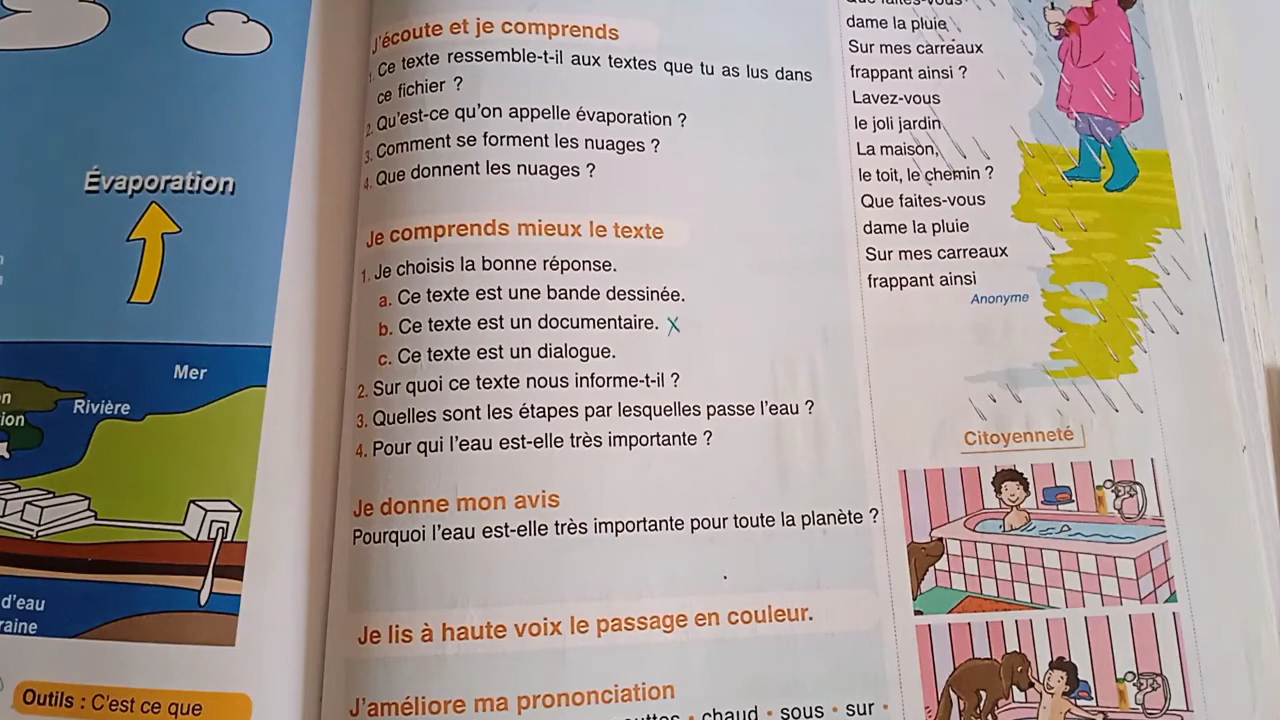 Évaporation
Mer
Rivière
d'eau
Outils : C'est ce que
J'écoute et je comprends
1. Ce texte ressemble-t-il aux textes que tu as lus dans
ce fichier ?
2. Qu'est-ce qu'on appelle évaporation ?
3. Comment se forment les nuages ?
4. Que donnent les nuages ?
Je comprends mieux le texte
1. Je choisis la bonne réponse.
a. Ce texte est une bande dessinée.
b. Ce texte est un documentaire. X
c. Ce texte est un dialogue.
2. Sur quoi ce texte nous informe-t-il ?
3. Quelles sont les étapes par lesquelles passe l'eau ?
4. Pour qui l'eau est-elle très importante ?
Je donne mon avis
Pourquoi l'eau est-elle très importante pour toute la planète ?
Je lis à haute voix le passage en couleur.
J'améliore ma prononciation
• chaud • sous • sur •
dame la pluie
Sur mes carreaux
frappant ainsi ?
Lavez-vous
le joli jardin
La maison,
le toit, le chemin ?
Que faites-vous
dame la pluie
Sur mes carreaux
frappant ainsi
Anonyme
Citoyenneté